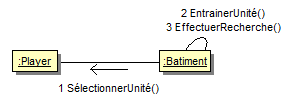 2 EntrainerUnité()
3 EffectuerRecherche()
:Player
:Batiment
1 SélectionnerUnité()